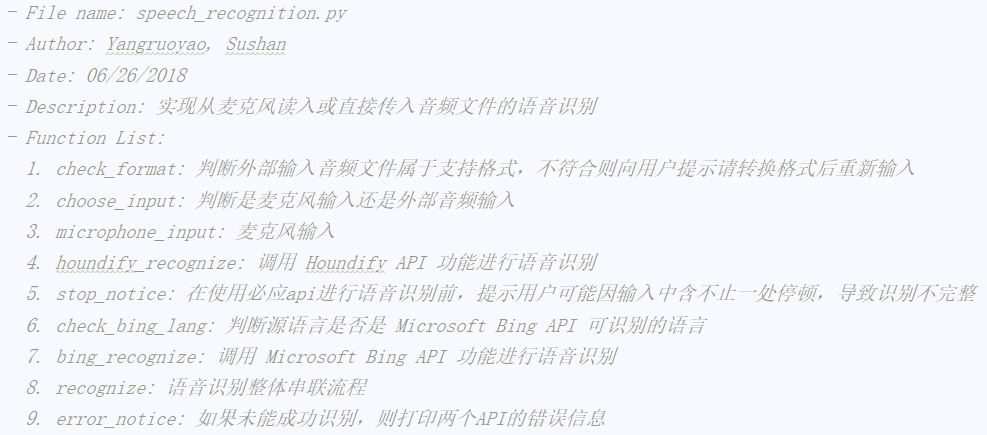 - File name: speech_recognition.py
- Author: Yangruoyao, Sushan
- Date: 06/26/2018
- Description: 实现从麦克风读入或直接传入音频文件的语音识别
- Function List:
1. check_format: 判断外部输入音频文件属于支持格式，不符合则向用户提示请转换格式后重新输入
2. choose_input: 判断是麦克风输入还是外部音频输入
3. microphone_input: 麦克风输入
4. houndify_recognize: 调用 Houndify API 功能进行语音识别
5. stop_notice: 在使用必应api进行语音识别前，提示用户可能因输入中含不止一处停顿，导致识别不完整
6. check_bing_lang: 判断源语言是否是 Microsoft Bing API 可识别的语言
7. bing_recognize: 调用 Microsoft Bing API 功能进行语音识别
8. recognize: 语音识别整体串联流程
9. error_notice: 如果未能成功识别，则打印两个API的错误信息